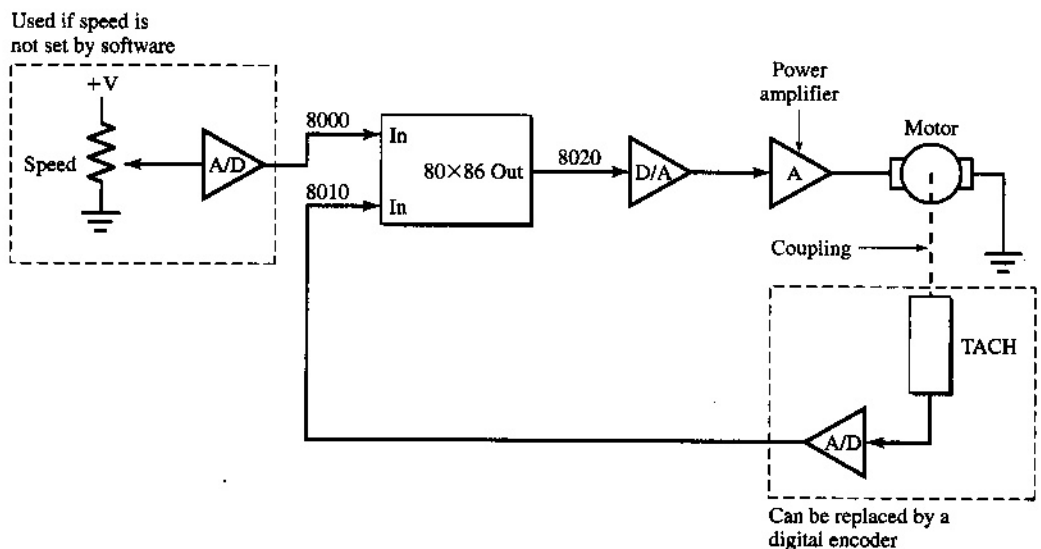 Used if speed is
not set by software
+V
Speed
A/D
8000
In
8010
In
80×86 Out
8020
D/A
Power
amplifier
A
Motor
Coupling
TACH
A/D
Can be replaced by a
digital encoder